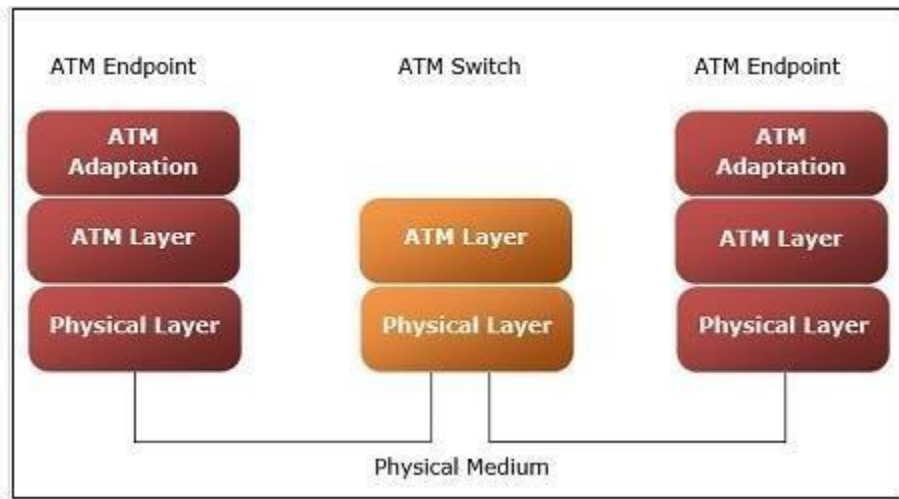 ATM Endpoint
ATM Switch
ATM Endpoint
ATM
Adaptation
ATM Layer
Physical Layer
ATM Layer
Physical Layer
ATM
Adaptation
ATM Layer
Physical Layer
Physical Medium